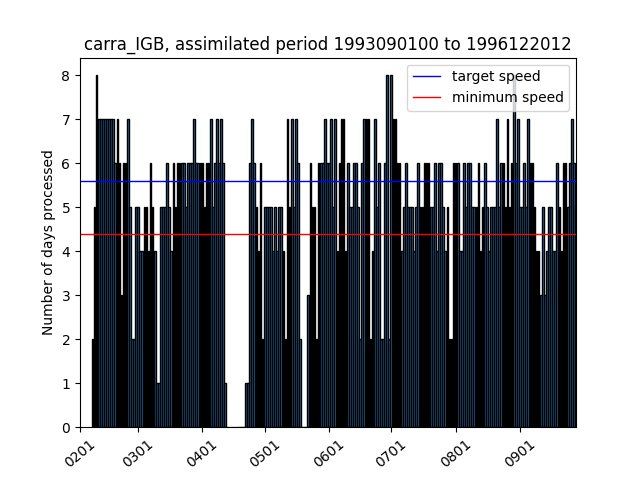 carra_IGB, assimilated period 1993090100 to 1996122012
target speed
minimum speed
Number of days processed
8
7
6
5
4
3
2
1
0
0201 0301 0401 0501 0601 0701 0801 0901